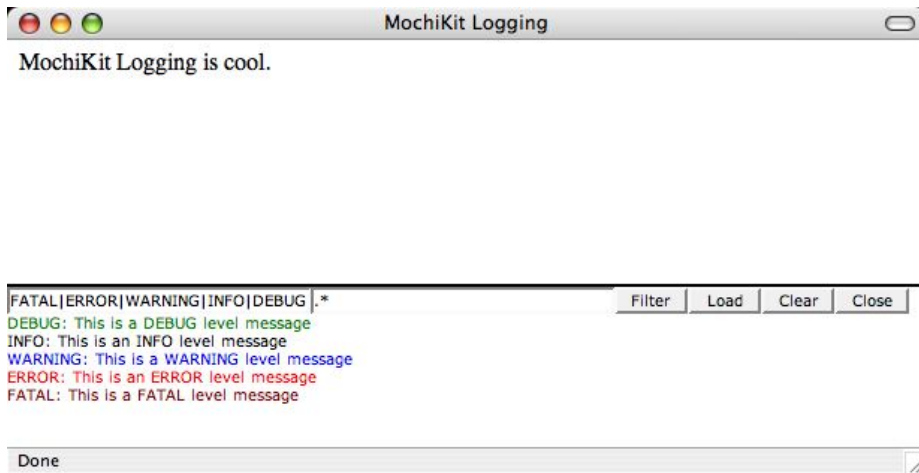 MochiKit Logging
MochiKit Logging is cool.
FATAL|ERROR|WARNING|INFO|DEBUG .* Filter Load Clear Close
DEBUG: This is a DEBUG level message
INFO: This is an INFO level message
WARNING: This is a WARNING level message
ERROR: This is an ERROR level message
FATAL: This is a FATAL level message
Done